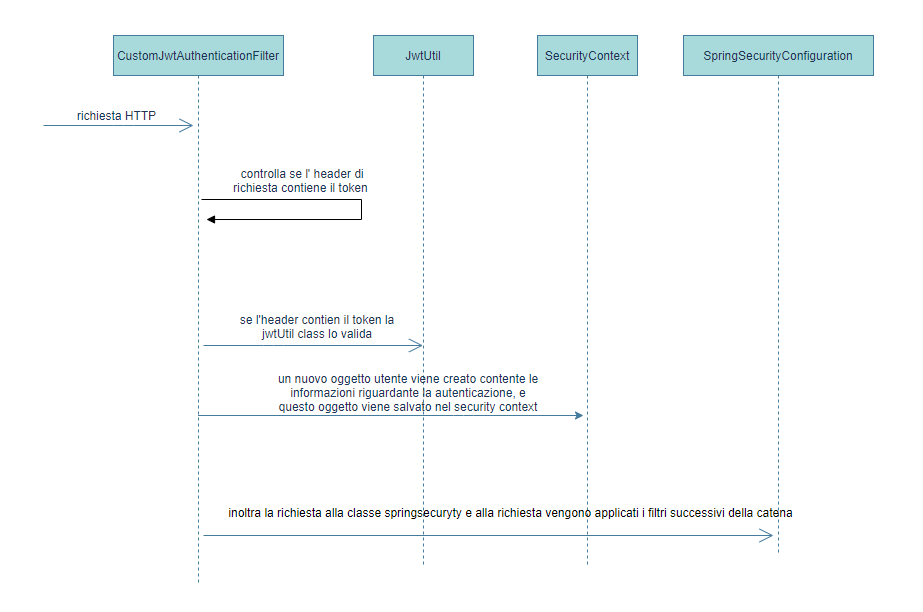 CustomJwtAuthenticationFilter
JwtUtil
SecurityContext
SpringSecurityConfiguration
richiesta HTTP
controlla se l' header di
richiesta contiene il token
se l'header contien il token la
jwtUtil class lo valida
un nuovo oggetto utente viene creato contente le
informazioni riguardante la autenticazione, e
questo oggetto viene salvato nel security context
inoltra la richiesta alla classe springsecuryty e alla richiesta vengono applicati i filtri successivi della catena